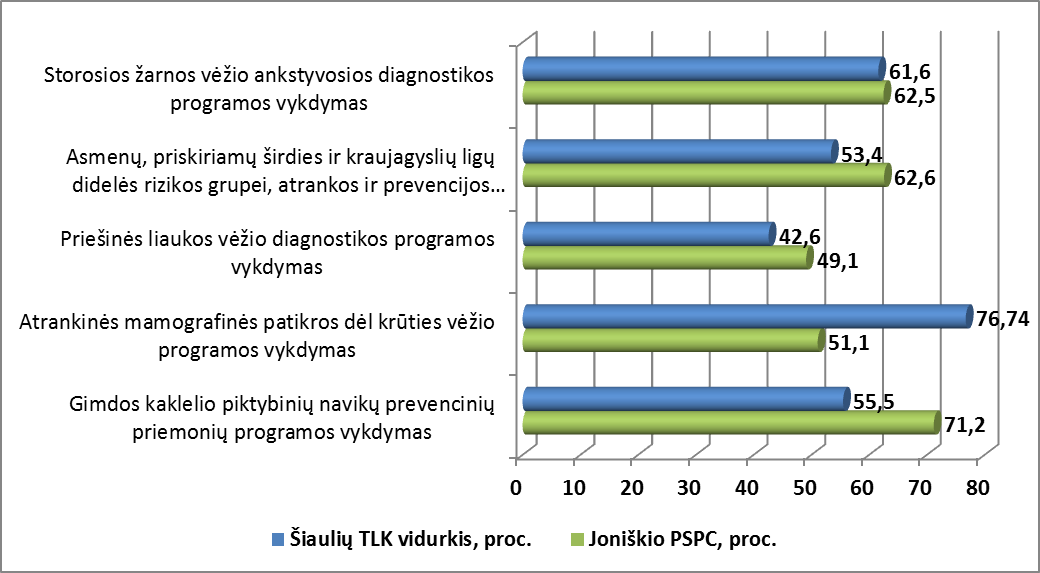 Storosios žarnos vėžio ankstyvosios diagnostikos
programos vykdymas
61,6
62,5
Asmenų, priskiriamų širdies ir kraujagyslių ligų
didelės rizikos grupei, atrankos ir prevencijos...
53,4
62,6
Priešinės liaukos vėžio diagnostikos programos
vykdymas
42,6
49,1
Atrankinės mamografinės patikros dėl krūties vėžio
programos vykdymas
76,74
51,1
Gimdos kaklelio piktybinių navikų prevencinių
priemonių programos vykdymas
55,5
71,2
0 10 20 30 40 50 60 70 80
Šiaulių TLK vidurkis, proc. Joniškio PSPC, proc.